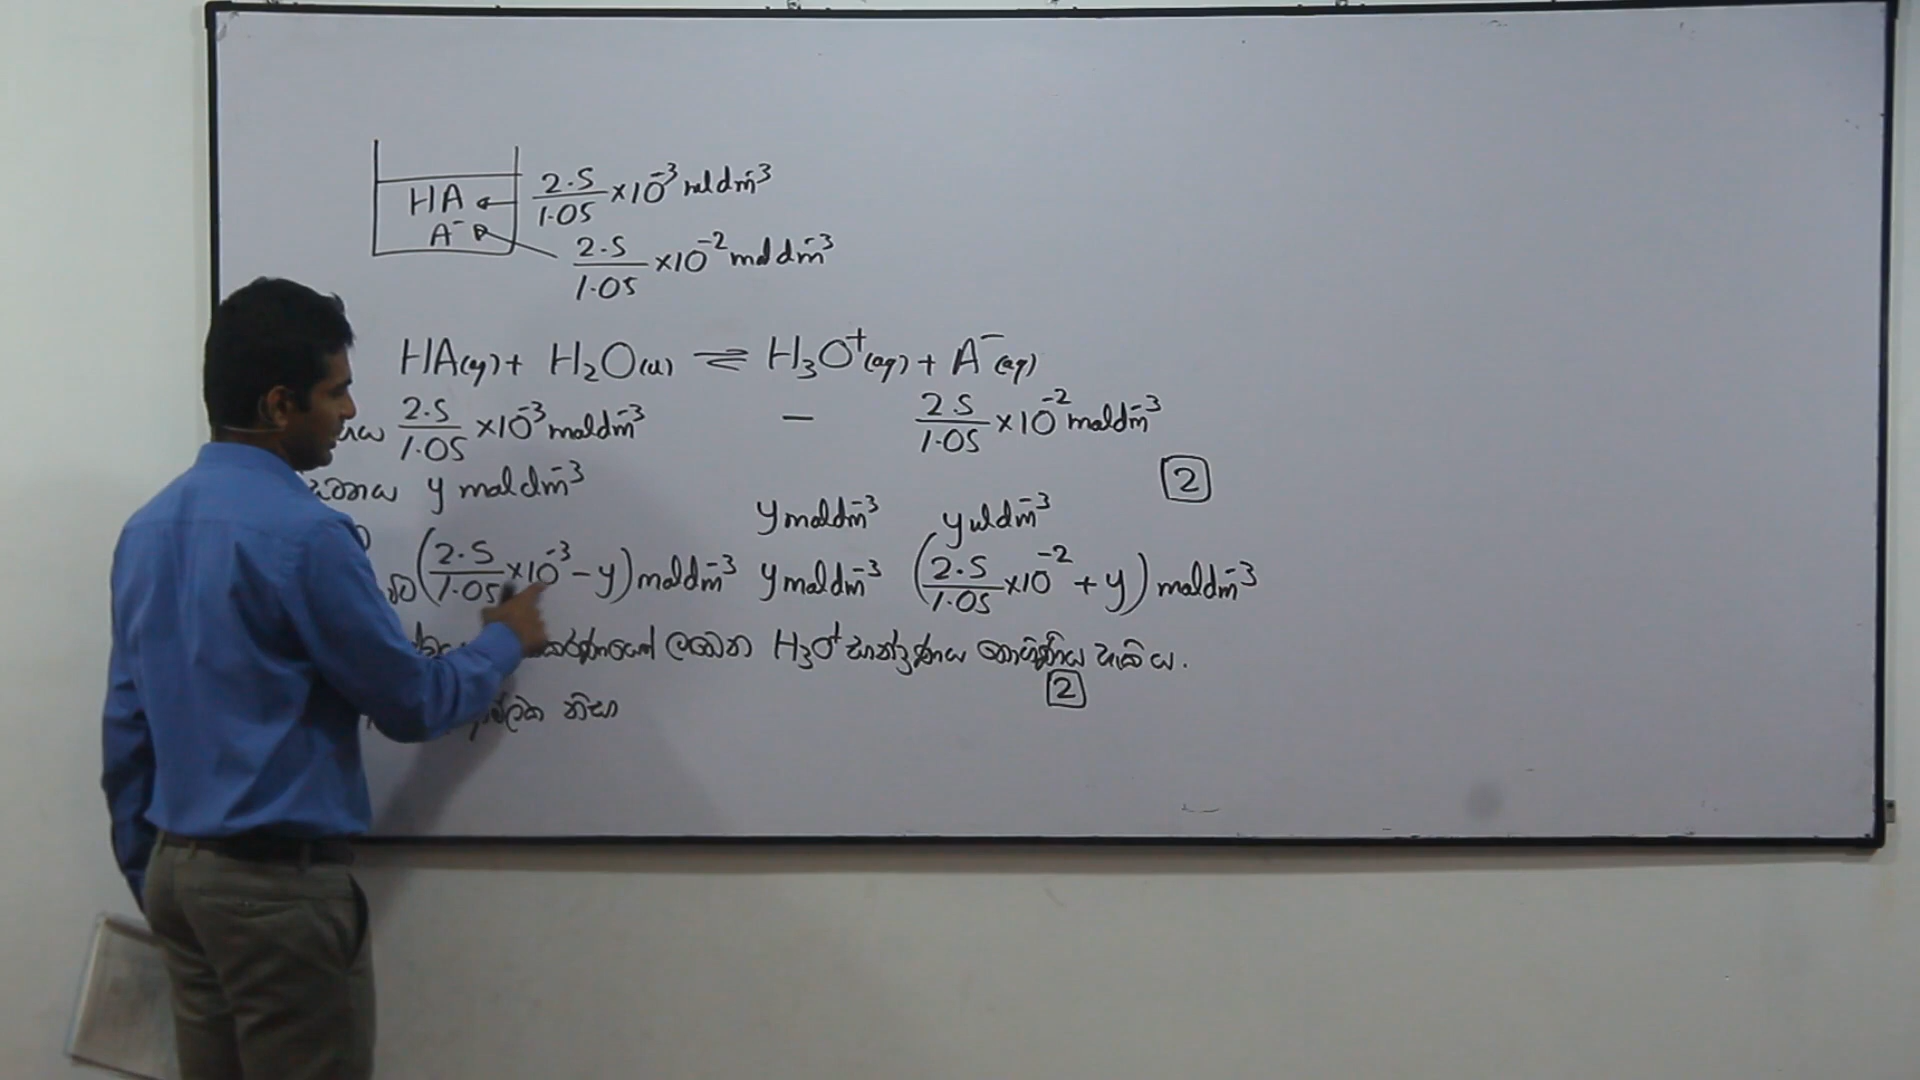 HA 2.5/1.05 ×10⁻³ moldm⁻³
A⁻ 2.5/1.05 ×10⁻² moldm⁻³
HA(aq) + H₂O(l) ⇌ H₃O⁺(aq) + A⁻(aq)
2.5/1.05 ×10⁻³ moldm⁻³ – 2.5/1.05 ×10⁻² moldm⁻³
y moldm⁻³ 2
y moldm⁻³ y moldm⁻³
(2.5/1.05 ×10⁻³ – y) moldm⁻³ y moldm⁻³ (2.5/1.05 ×10⁻² + y) moldm⁻³
ලැබෙන H₃O⁺ සාන්ද්‍රණය නොගිණිය හැකිය.
2
නිසා